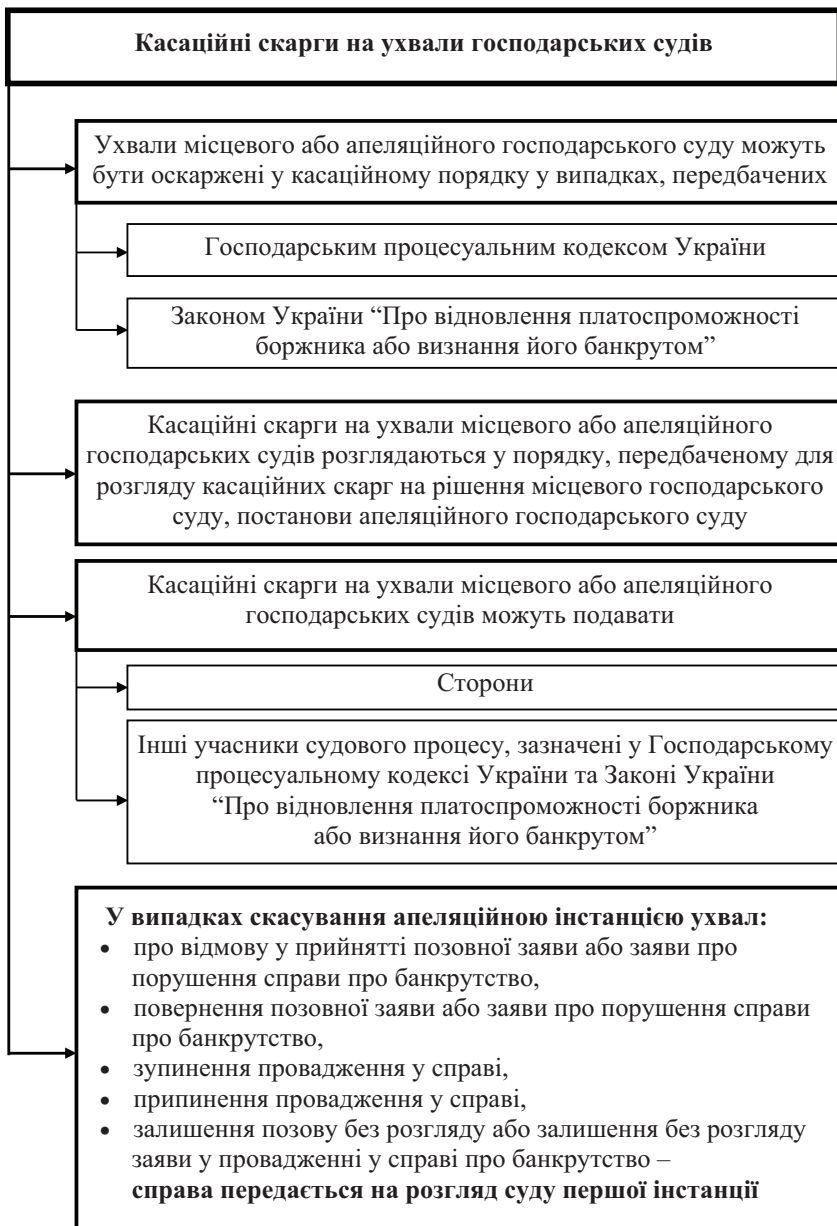 Касаційні скарги на ухвали господарських судів
Ухвали місцевого або апеляційного господарського суду можуть
бути оскаржені у касаційному порядку у випадках, передбачених
Господарським процесуальним кодексом України
Законом України “Про відновлення платоспроможності
боржника або визнання його банкрутом”
Касаційні скарги на ухвали місцевого або апеляційного
господарських судів розглядаються у порядку, передбаченому для
розгляду касаційних скарг на рішення місцевого господарського
суду, постанови апеляційного господарського суду
Касаційні скарги на ухвали місцевого або апеляційного
господарських судів можуть подавати
Сторони
Інші учасники судового процесу, зазначені у Господарському
процесуальному кодексі України та Законі України
“Про відновлення платоспроможності боржника
або визнання його банкрутом”
У випадках скасування апеляційною інстанцією ухвал:
• про відмову у прийнятті позовної заяви або заяви про
порушення справи про банкрутство,
• повернення позовної заяви або заяви про порушення справи
про банкрутство,
• зупинення провадження у справі,
• припинення провадження у справі,
• залишення позову без розгляду або залишення без розгляду
заяви у провадженні у справі про банкрутство –
справа передається на розгляд суду першої інстанції